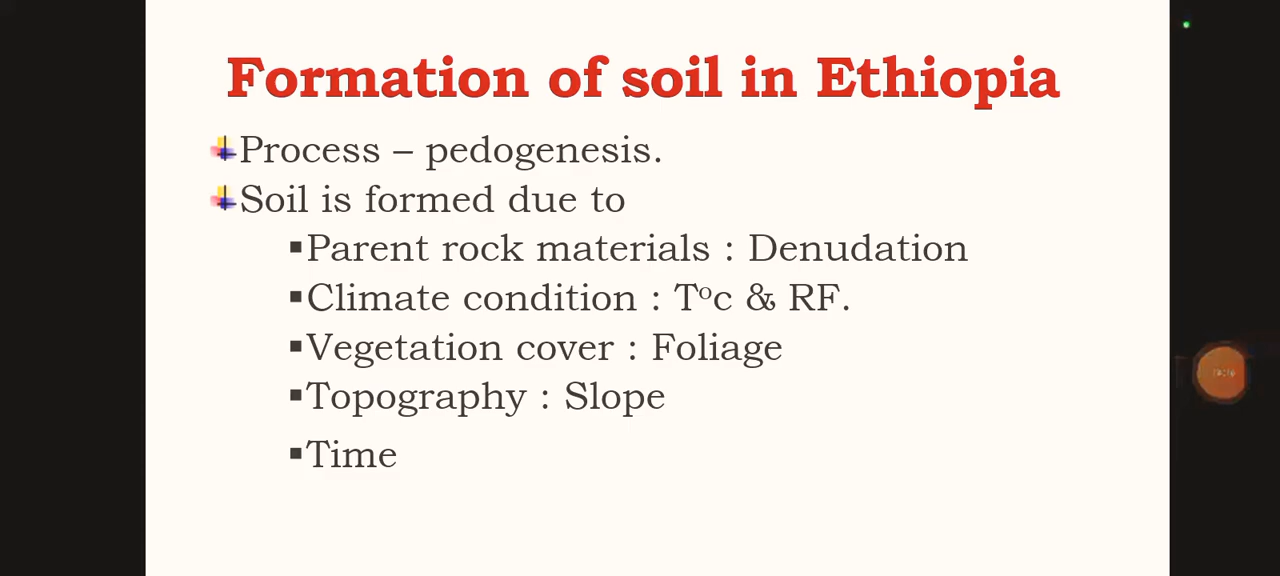 Formation of soil in Ethiopia
Process – pedogenesis.
Soil is formed due to
▪Parent rock materials : Denudation
▪Climate condition : Tᵒc & RF.
▪Vegetation cover : Foliage
▪Topography : Slope
▪Time